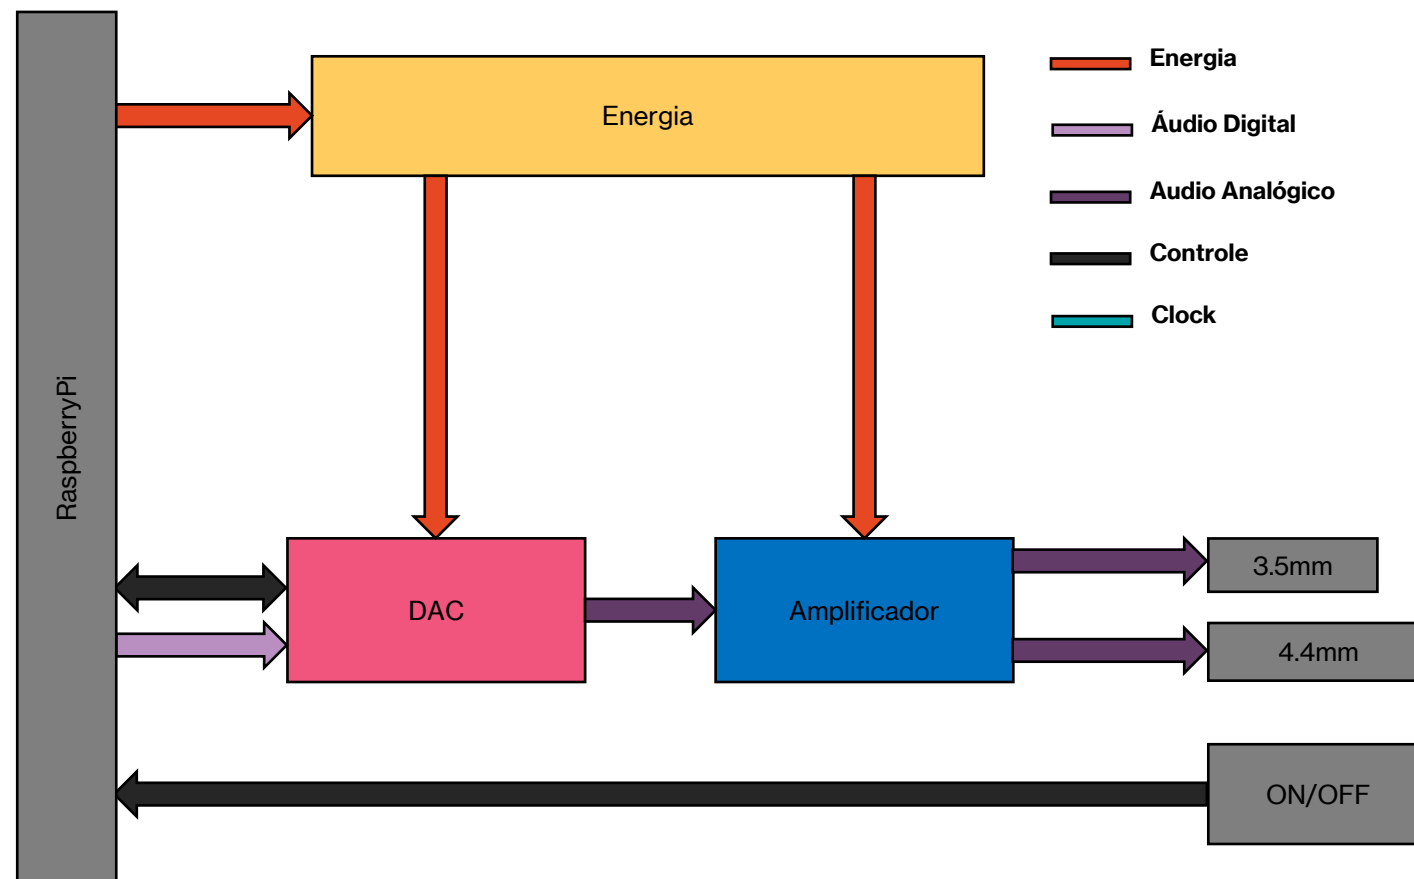 Energia
Energia
Áudio Digital
Audio Analógico
Controle
Clock
RaspberryPi
DAC
Amplificador
3.5mm
4.4mm
ON/OFF